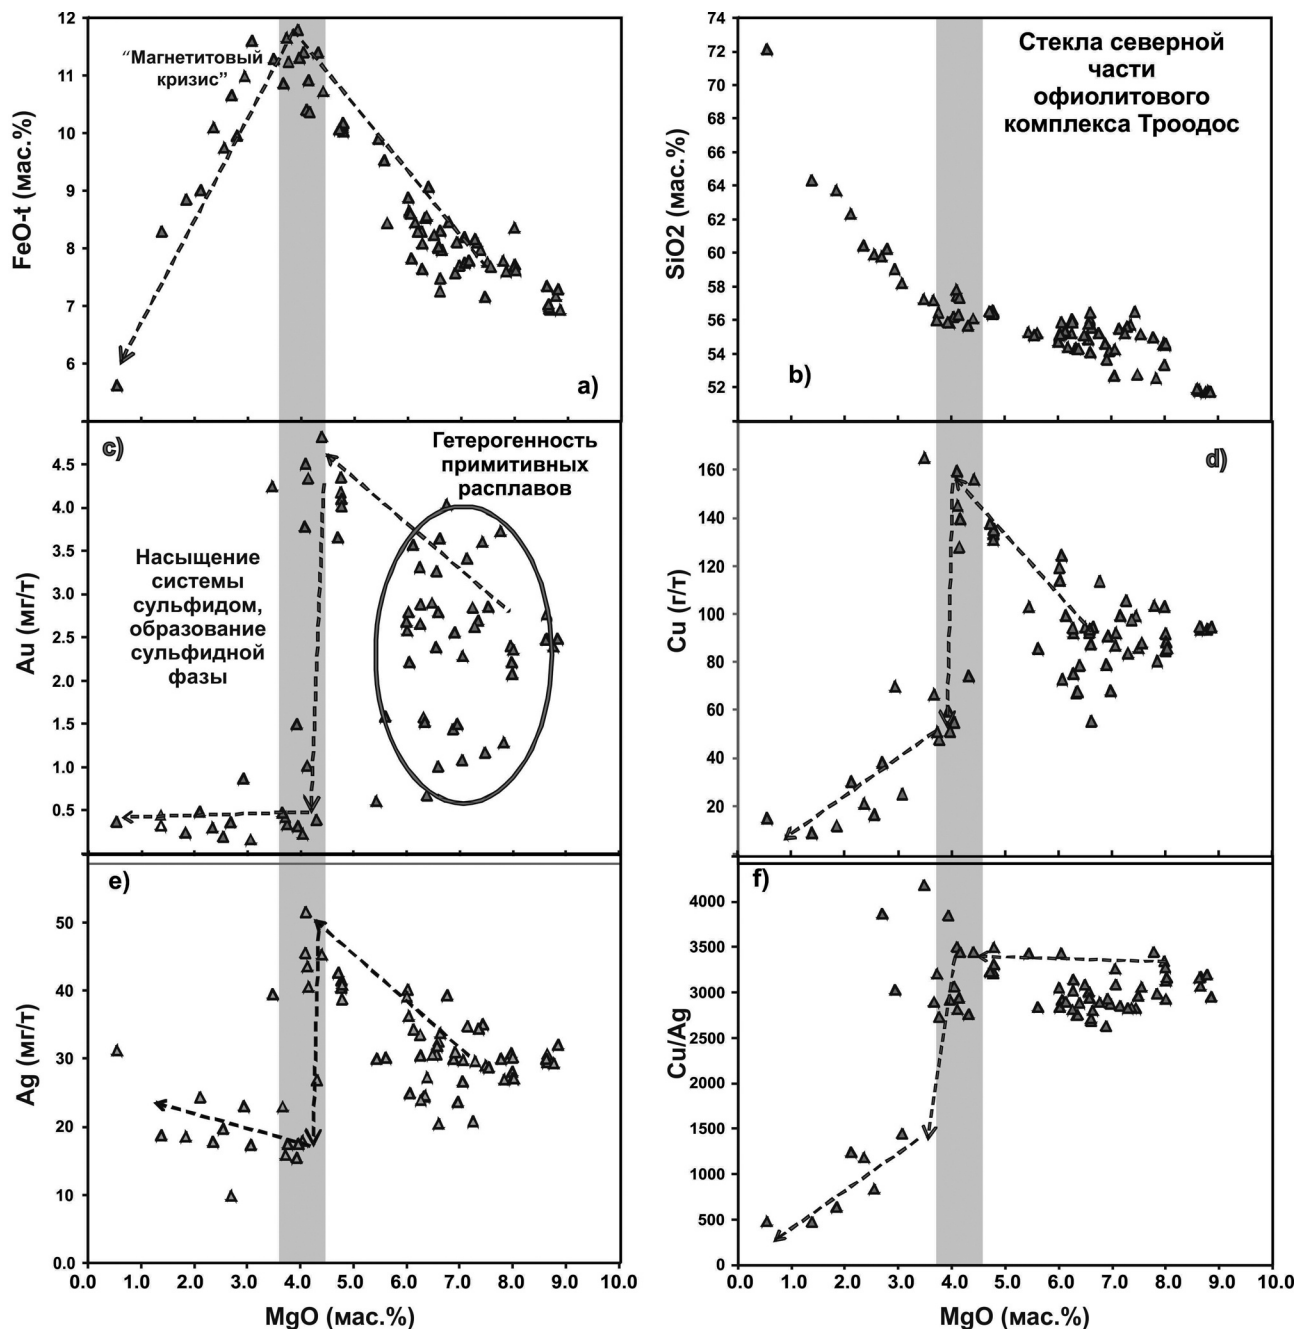 12
11
10
9
8
7
6
FeO-t (мас.%)
“Магнетитовый
кризис”
a)
74
72
70
68
66
64
62
60
58
56
54
52
SiO2 (мас.%)
Стекла северной
части
офиолитового
комплекса Троодос
b)
c)
4.5
4.0
3.5
3.0
2.5
2.0
1.5
1.0
0.5
Au (мг/т)
Гетерогенность
примитивных
расплавов
Насыщение
системы
сульфидом,
образование
сульфидной
фазы
d)
160
140
120
100
80
60
40
20
Cu (г/т)
e)
50
40
30
20
10
0.0
Ag (мг/т)
0.0 1.0 2.0 3.0 4.0 5.0 6.0 7.0 8.0 9.0 10.0
MgO (мас.%)
f)
4000
3500
3000
2500
2000
1500
1000
500
0
Cu/Ag
0.0 1.0 2.0 3.0 4.0 5.0 6.0 7.0 8.0 9.0 10.0
MgO (мас.%)